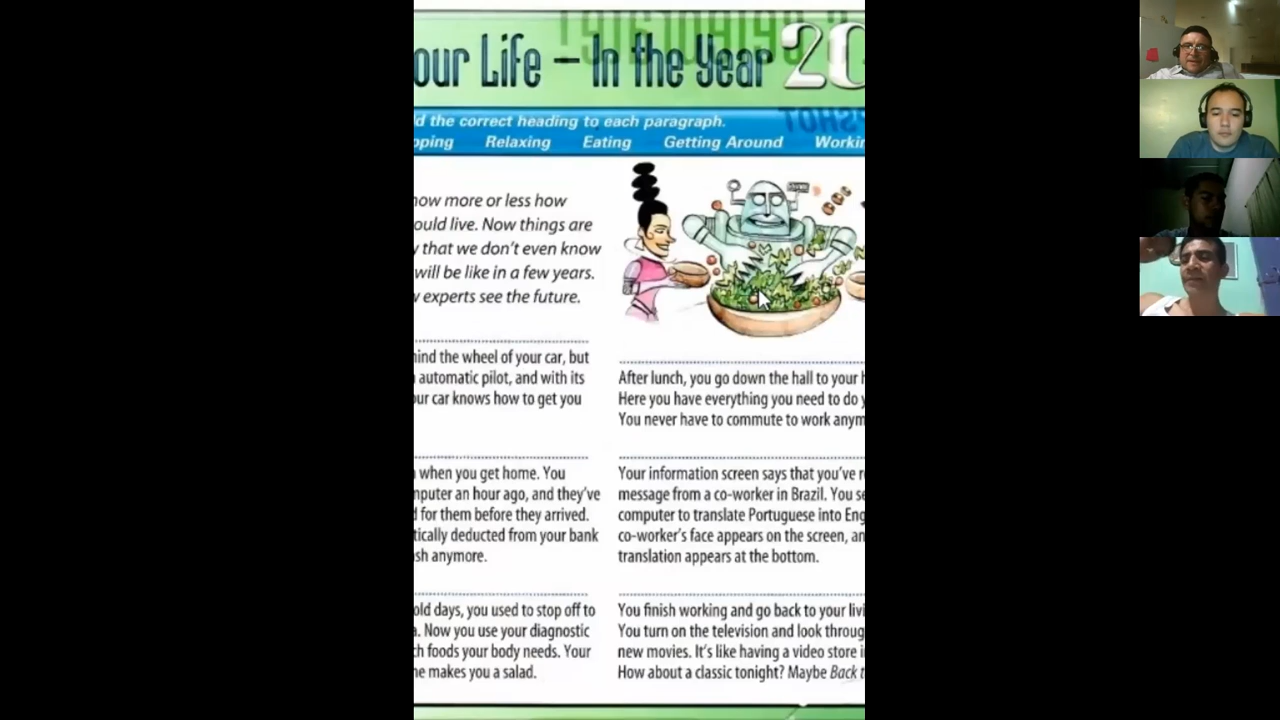 our Life – In the Year 20
d the correct heading to each paragraph.
pping Relaxing Eating Getting Around Workin
now more or less how
ould live. Now things are
y that we don't even know
will be like in a few years.
w experts see the future.
hind the wheel of your car, but
automatic pilot, and with its
our car knows how to get you
when you get home. You
mputer an hour ago, and they've
d for them before they arrived.
tically deducted from your bank
sh anymore.
old days, you used to stop off to
a. Now you use your diagnostic
ch foods your body needs. Your
ne makes you a salad.
After lunch, you go down the hall to your h
Here you have everything you need to do y
You never have to commute to work anym
Your information screen says that you've r
message from a co-worker in Brazil. You se
computer to translate Portuguese into Eng
co-worker's face appears on the screen, an
translation appears at the bottom.
You finish working and go back to your livi
You turn on the television and look throug
new movies. It's like having a video store i
How about a classic tonight? Maybe Back t